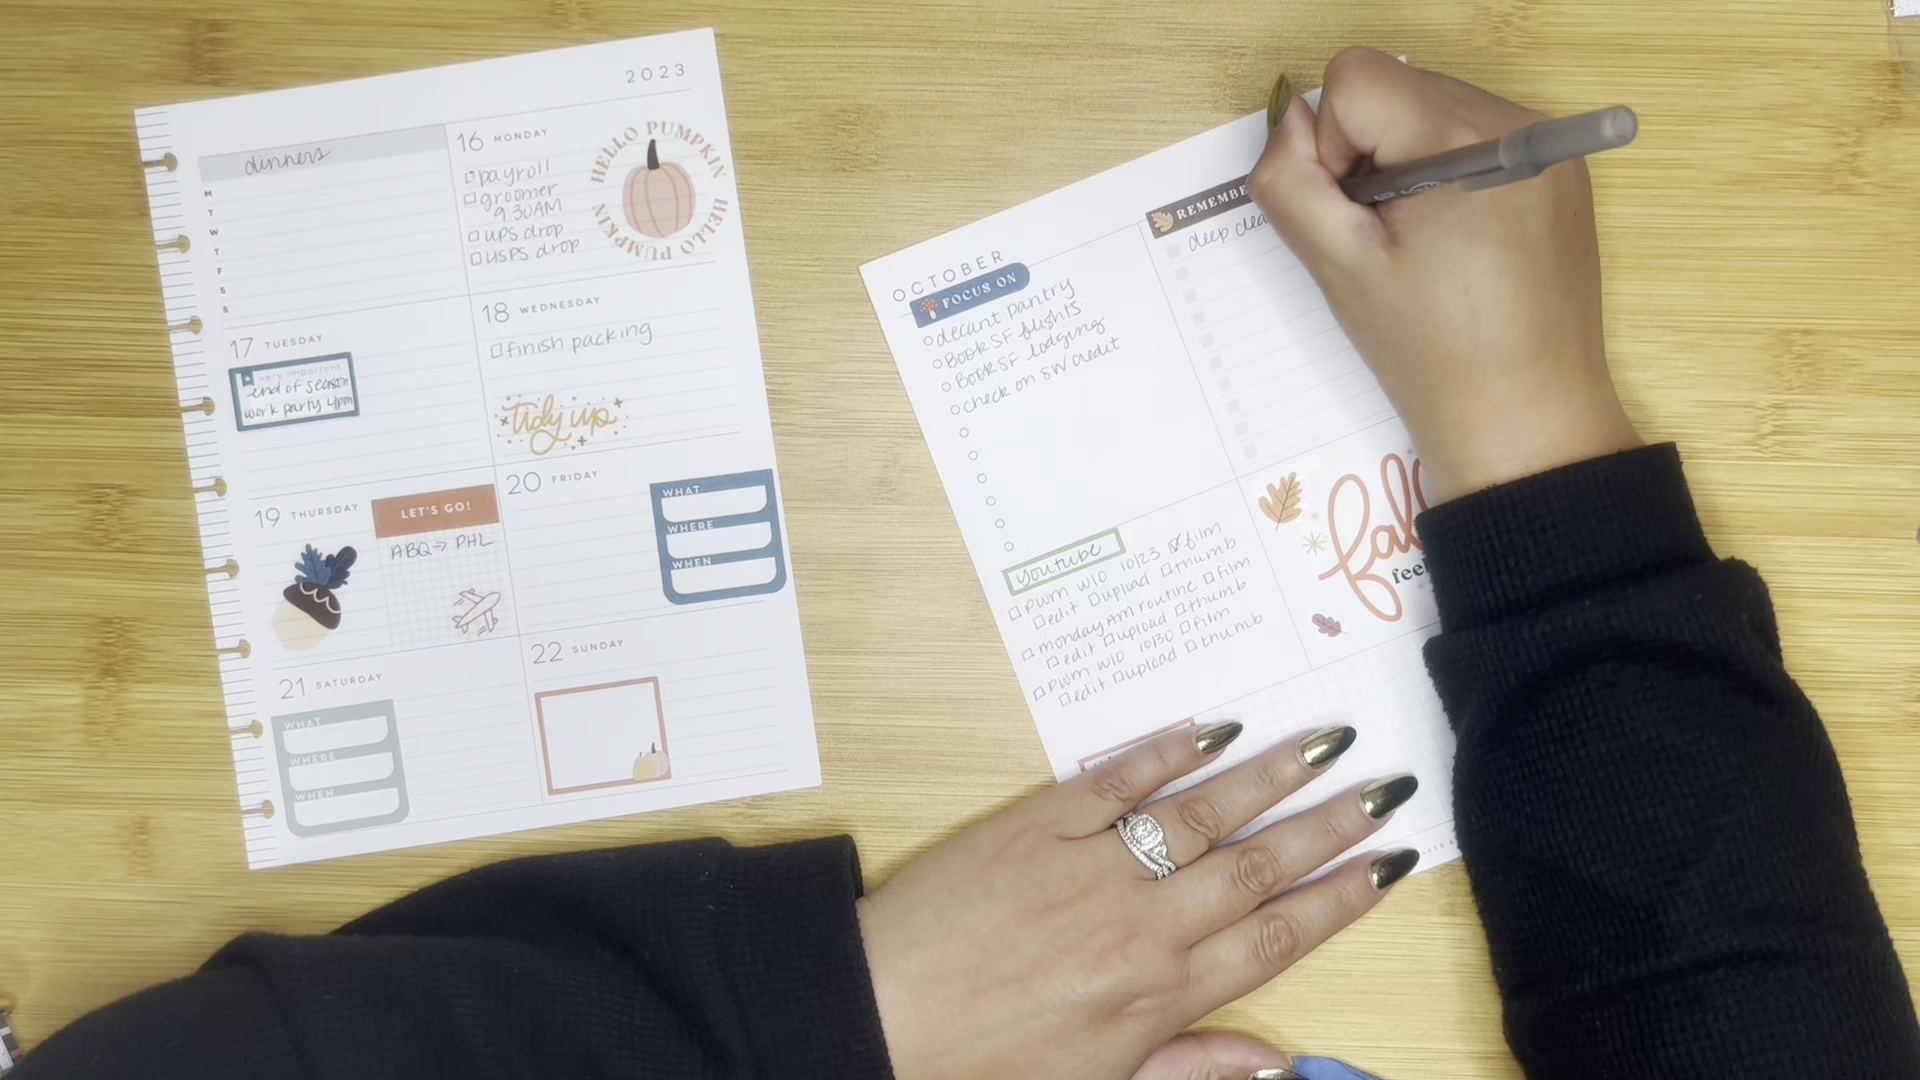 2023
dinners
M
T
W
T
F
S
S
16 MONDAY
payroll
groomer
9:30AM
UPS drop
USPS drop
HELLO PUMPKIN
HELLO PUMPKIN
17 TUESDAY
very important
end of season
work party 4pm
18 WEDNESDAY
finish packing
tidy up
19 THURSDAY
LET'S GO!
ABQ → PHL
20 FRIDAY
WHAT
WHERE
WHEN
21 SATURDAY
WHAT
WHERE
WHEN
22 SUNDAY
OCTOBER
FOCUS ON
decant pantry
BOOK SF flights
BOOK SF lodging
check on SW credit
youtube
PWM W/O 10/23 film
edit upload thumb
monday AM routine film
edit upload thumb
PWM W/O 10/30 film
edit upload thumb
REMEMBE
deep clea
fal
feel